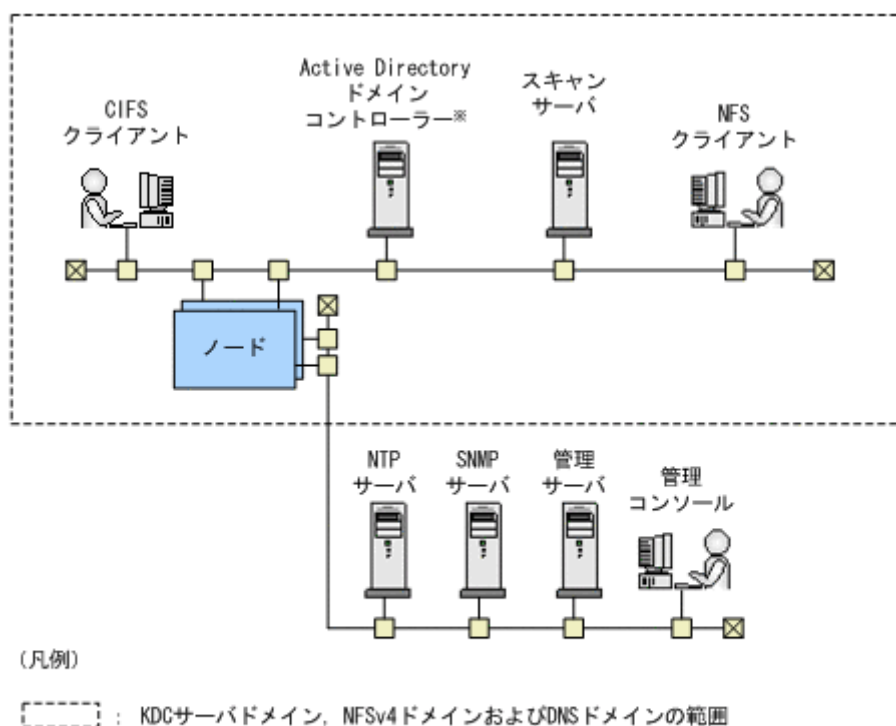 CIFS
クライアント
Active Directory
ドメイン
コントローラー※
スキャン
サーバ
NFS
クライアント
ノード
NTP
サーバ
SNMP
サーバ
管理
サーバ
管理
コンソール
(凡例)
: KDCサーバドメイン, NFSv4ドメインおよびDNSドメインの範囲